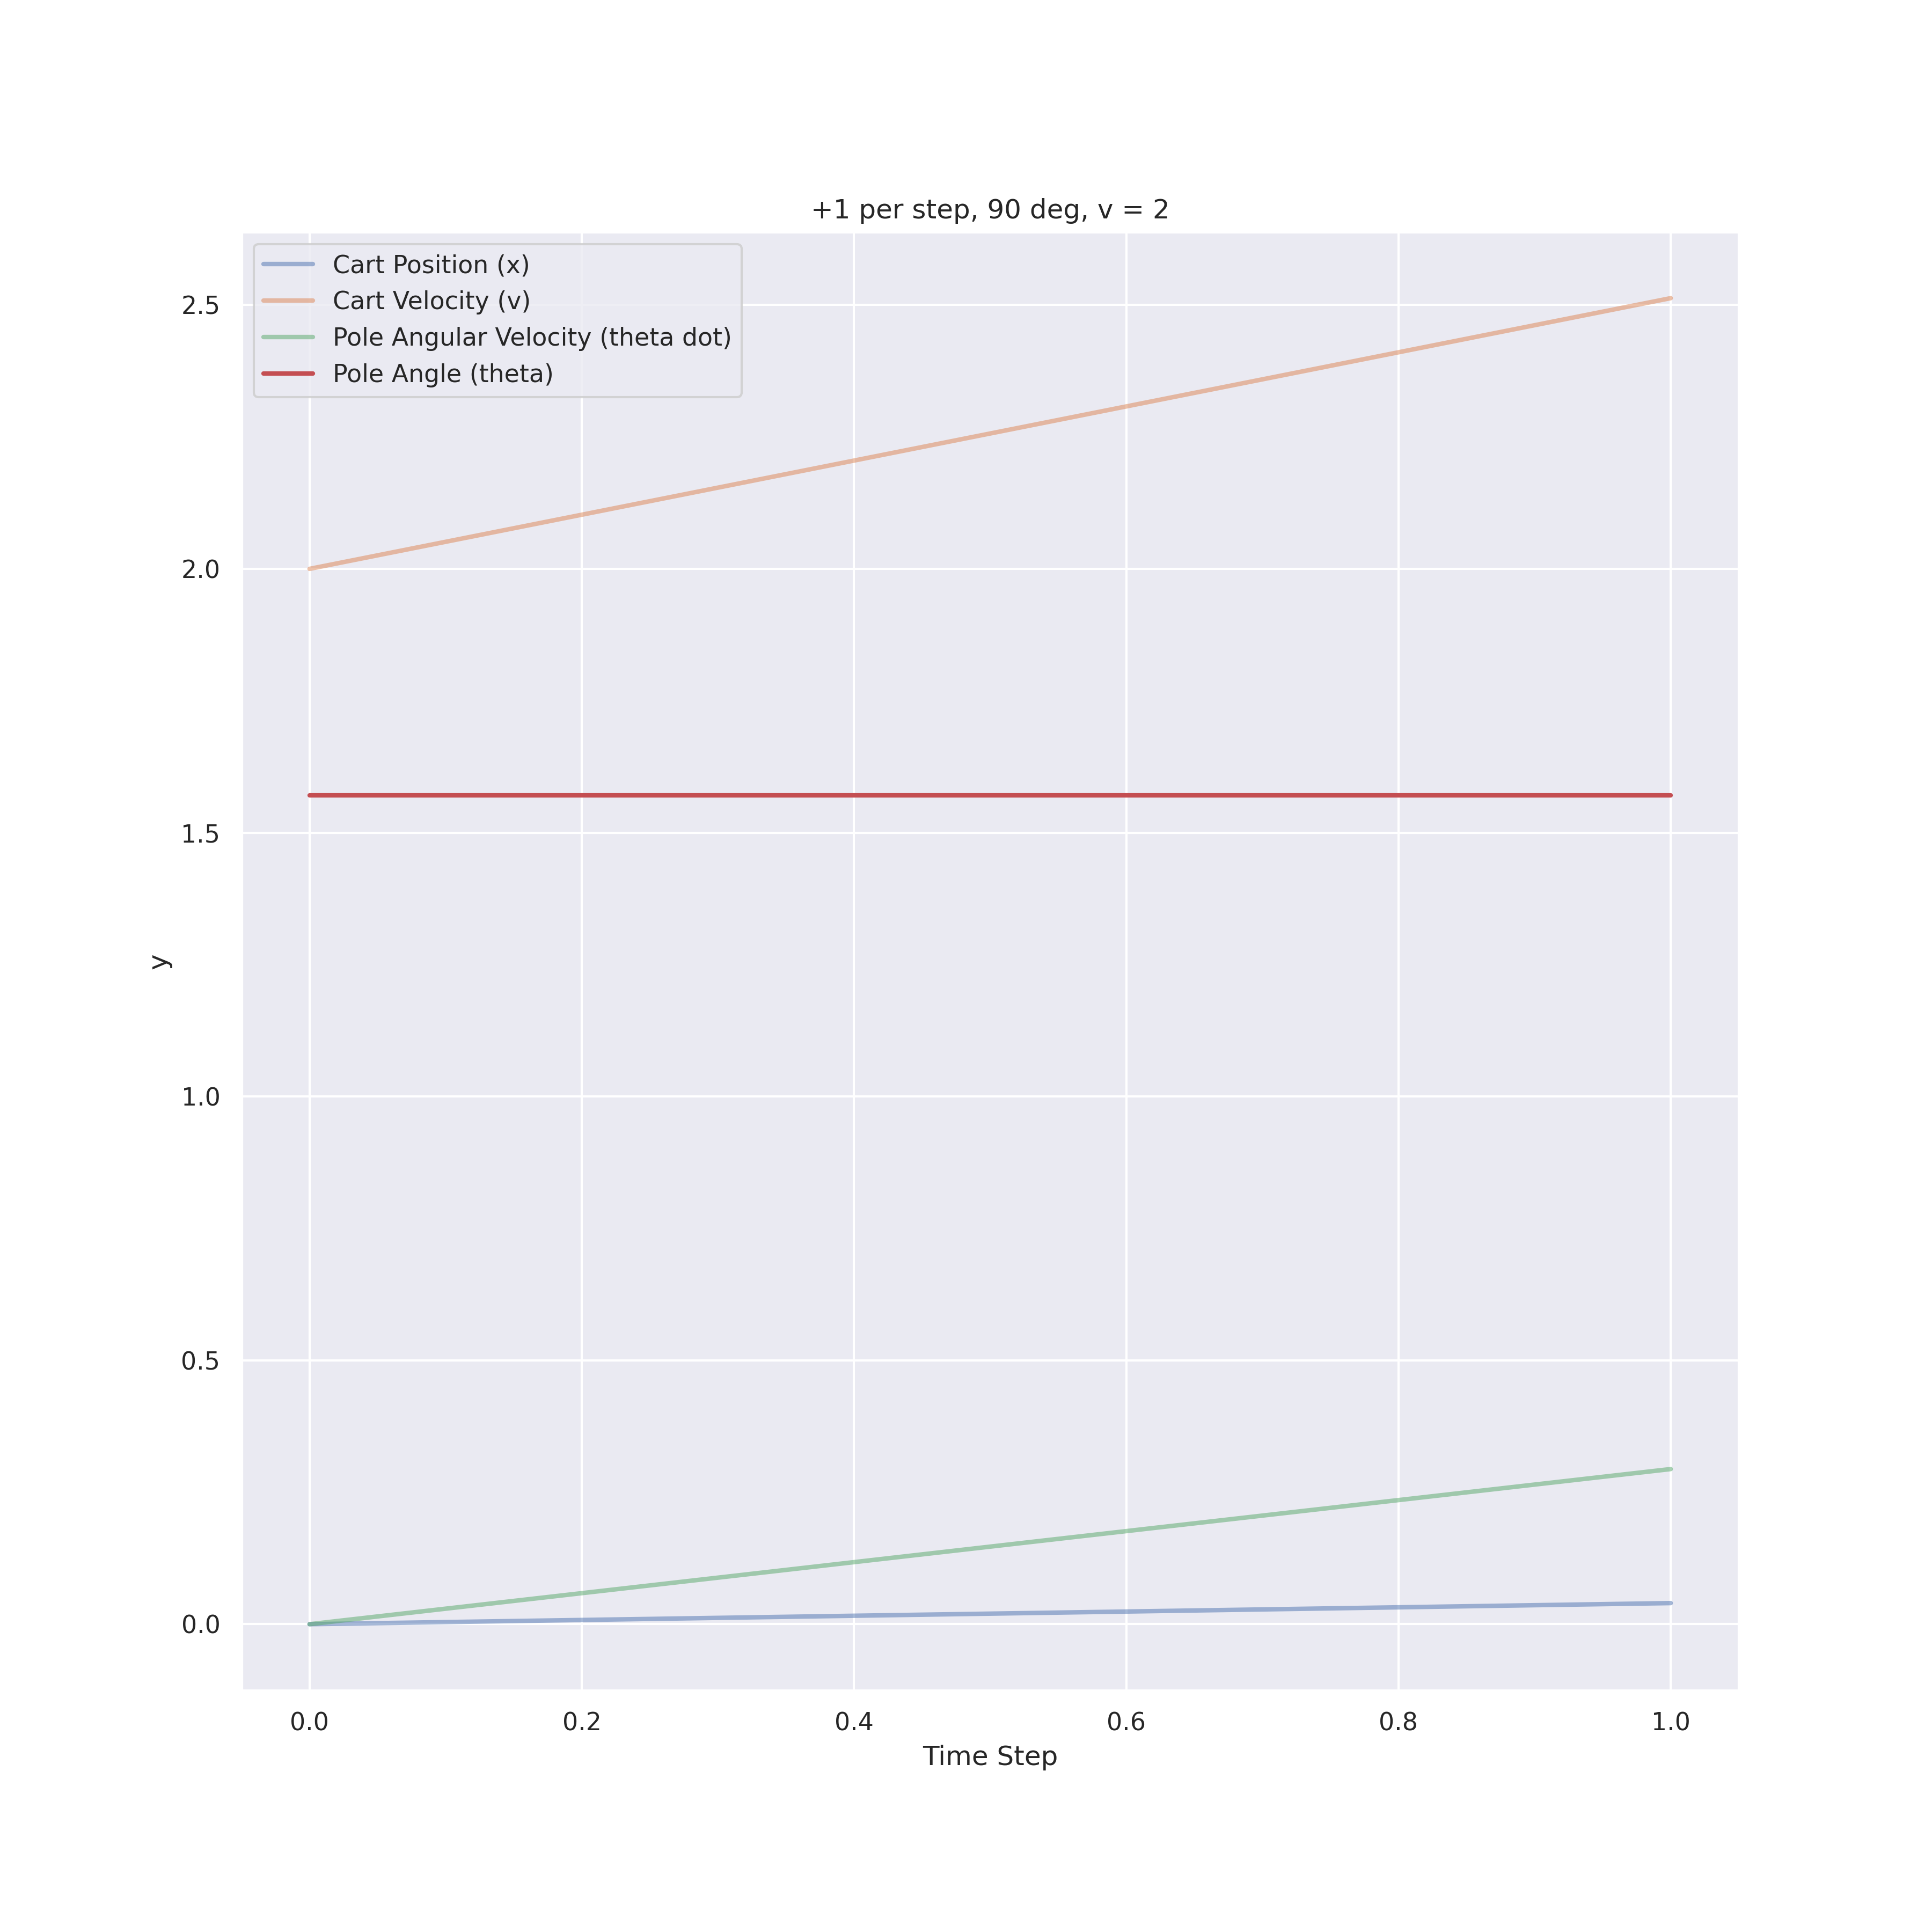 +1 per step, 90 deg, v = 2
Cart Position (x)
Cart Velocity (v)
Pole Angular Velocity (theta dot)
Pole Angle (theta)
2.5
2.0
1.5
1.0
0.5
0.0
y
0.0 0.2 0.4 0.6 0.8 1.0
Time Step